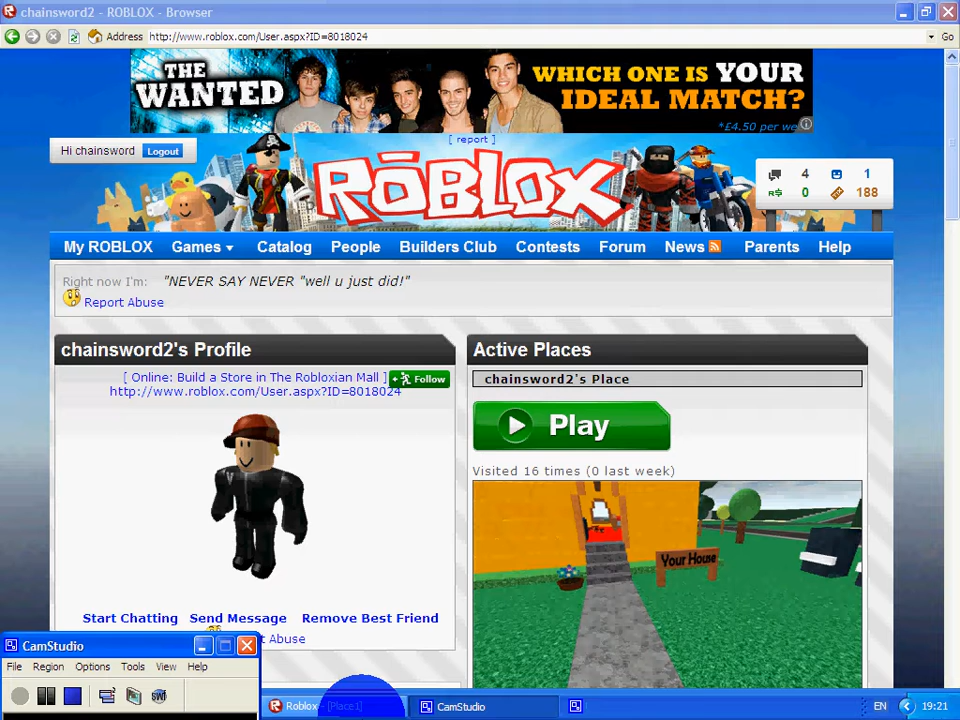 chainsword2 - ROBLOX - Browser
Address http://www.roblox.com/User.aspx?ID=8018024 Go
THE WANTED
WHICH ONE IS YOUR
IDEAL MATCH?
*£4.50 per we
[ report ]
Hi chainsword Logout
ROBLOX
4 1
R$ 0 188
My ROBLOX Games Catalog People Builders Club Contests Forum News Parents Help
Right now I'm: "NEVER SAY NEVER "well u just did!"
Report Abuse
chainsword2's Profile
[ Online: Build a Store in The Robloxian Mall ] Follow
http://www.roblox.com/User.aspx?ID=8018024
Start Chatting Send Message Remove Best Friend
t Abuse
Active Places
chainsword2's Place
Play
Visited 16 times (0 last week)
Your House
CamStudio
File Region Options Tools View Help
SWF
Roblox - [Place1] CamStudio EN 19:21